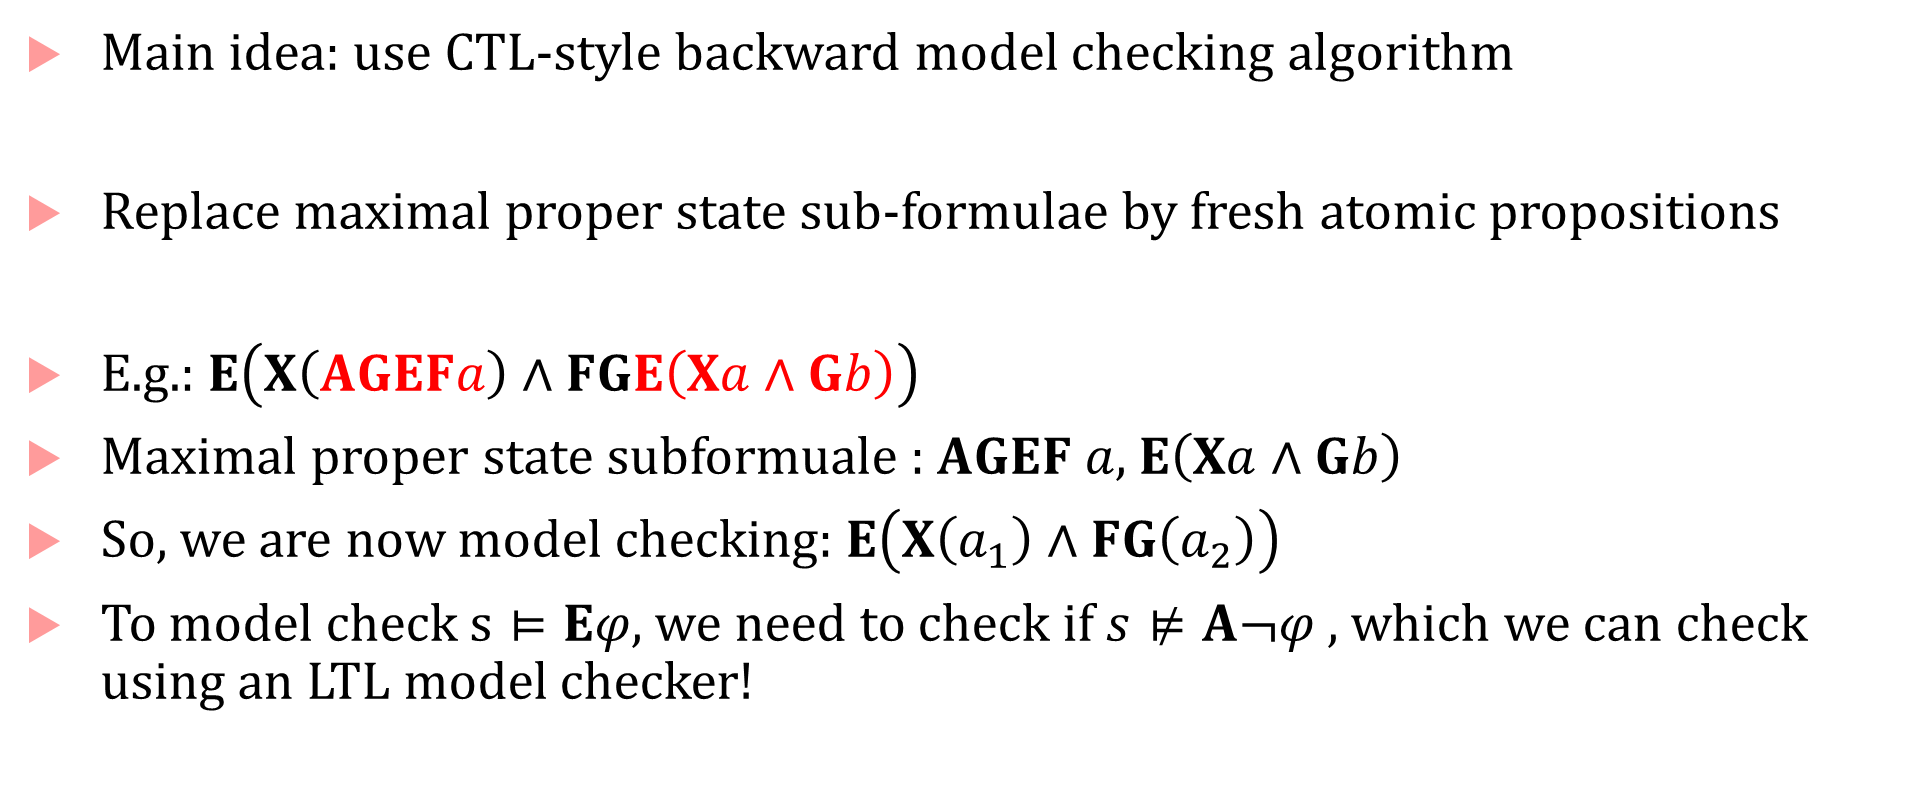 Main idea: use CTL-style backward model checking algorithm
Replace maximal proper state sub-formulae by fresh atomic propositions
E.g.: E(X(AGEFa) ∧ FGE(Xa ∧ Gb))
Maximal proper state subformuale : AGEF a, E(Xa ∧ Gb)
So, we are now model checking: E(X(a₁) ∧ FG(a₂))
To model check s ⊨ Eφ, we need to check if s ⊭ A¬φ , which we can check
using an LTL model checker!